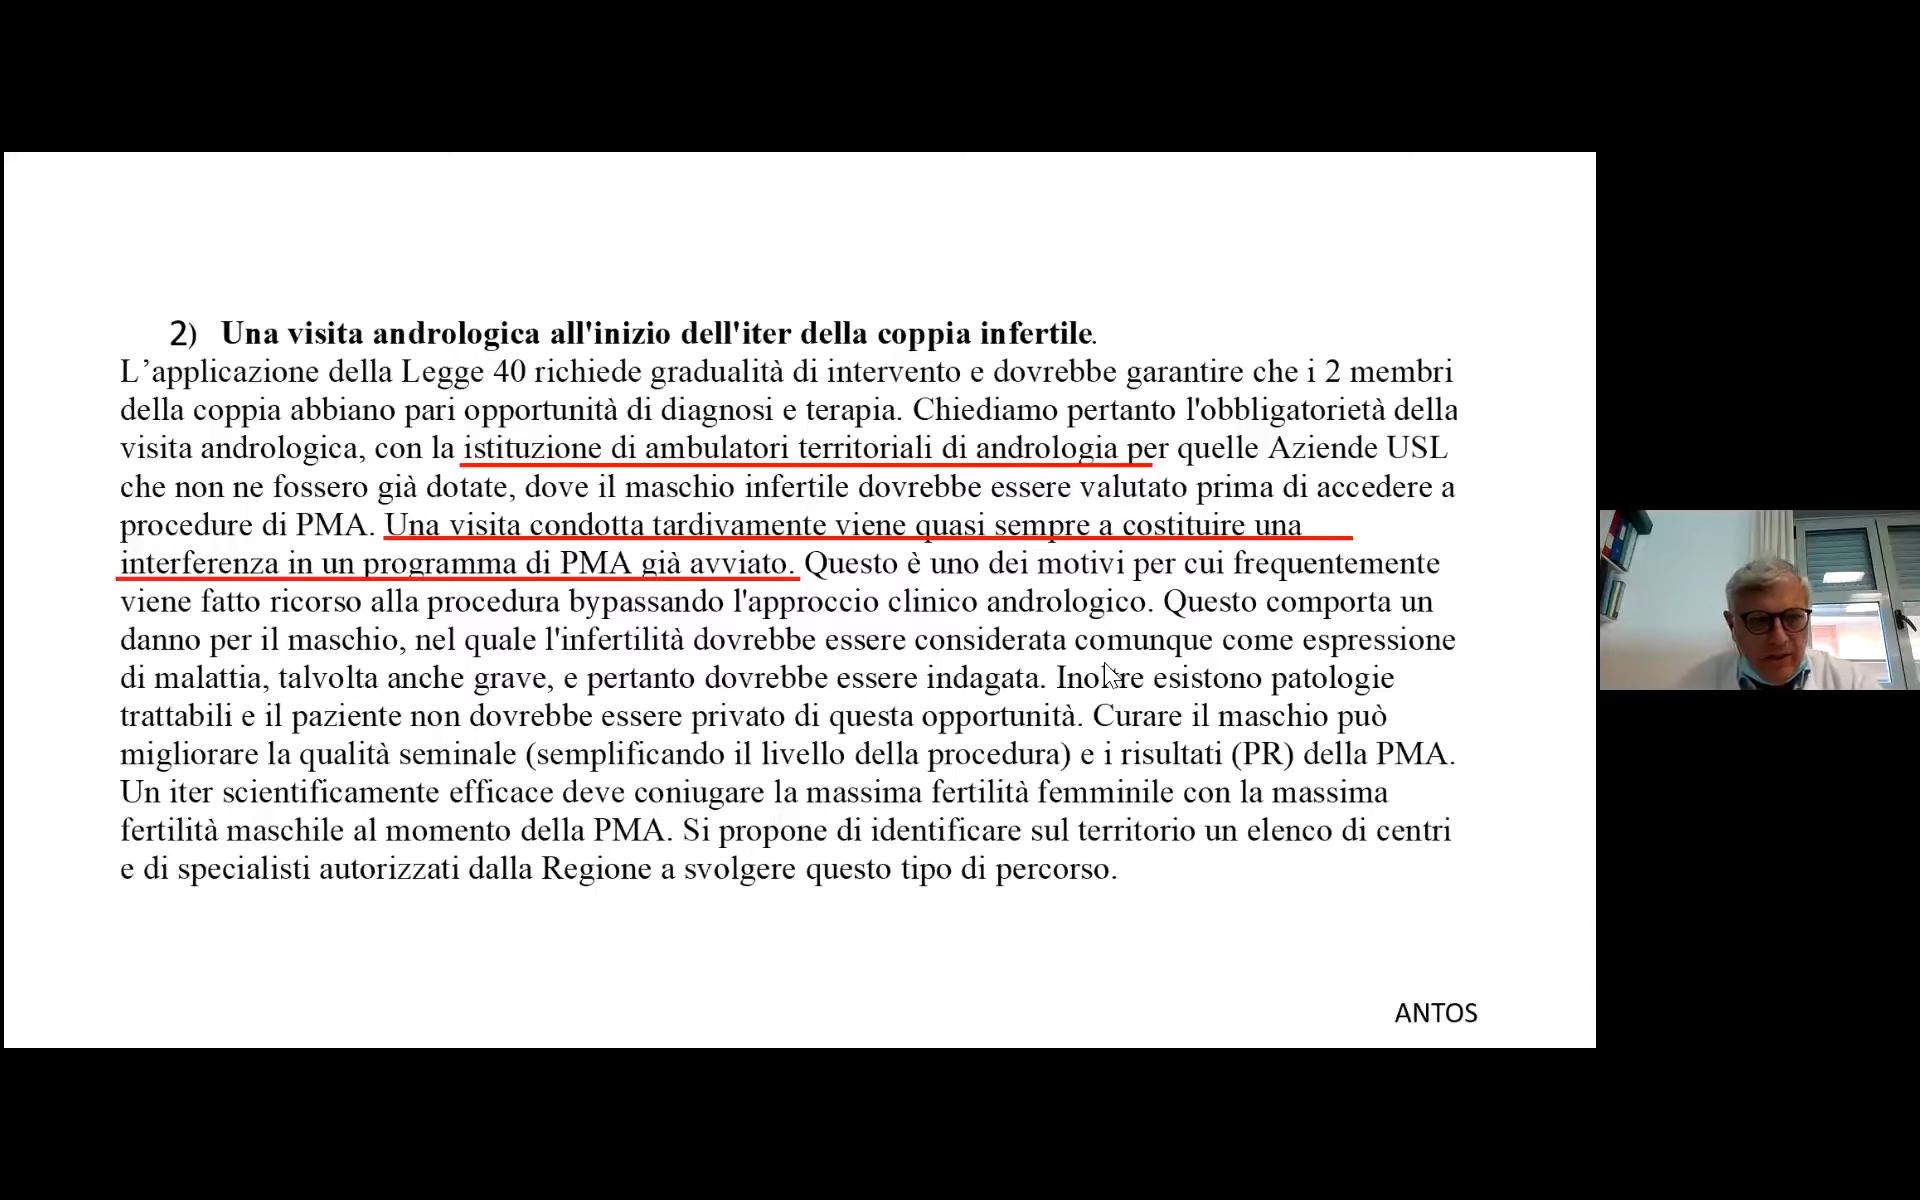 2) Una visita andrologica all'inizio dell'iter della coppia infertile.
L’applicazione della Legge 40 richiede gradualità di intervento e dovrebbe garantire che i 2 membri
della coppia abbiano pari opportunità di diagnosi e terapia. Chiediamo pertanto l'obbligatorietà della
visita andrologica, con la istituzione di ambulatori territoriali di andrologia per quelle Aziende USL
che non ne fossero già dotate, dove il maschio infertile dovrebbe essere valutato prima di accedere a
procedure di PMA. Una visita condotta tardivamente viene quasi sempre a costituire una
interferenza in un programma di PMA già avviato. Questo è uno dei motivi per cui frequentemente
viene fatto ricorso alla procedura bypassando l'approccio clinico andrologico. Questo comporta un
danno per il maschio, nel quale l'infertilità dovrebbe essere considerata comunque come espressione
di malattia, talvolta anche grave, e pertanto dovrebbe essere indagata. Inoltre esistono patologie
trattabili e il paziente non dovrebbe essere privato di questa opportunità. Curare il maschio può
migliorare la qualità seminale (semplificando il livello della procedura) e i risultati (PR) della PMA.
Un iter scientificamente efficace deve coniugare la massima fertilità femminile con la massima
fertilità maschile al momento della PMA. Si propone di identificare sul territorio un elenco di centri
e di specialisti autorizzati dalla Regione a svolgere questo tipo di percorso.
ANTOS